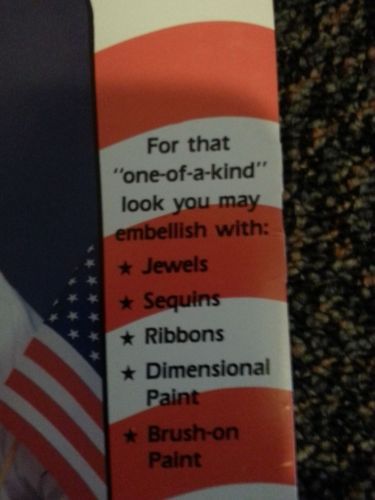 For that
"one-of-a-kind"
look you may
embellish with:
★ Jewels
★ Sequins
★ Ribbons
★ Dimensional
Paint
★ Brush-on
Paint